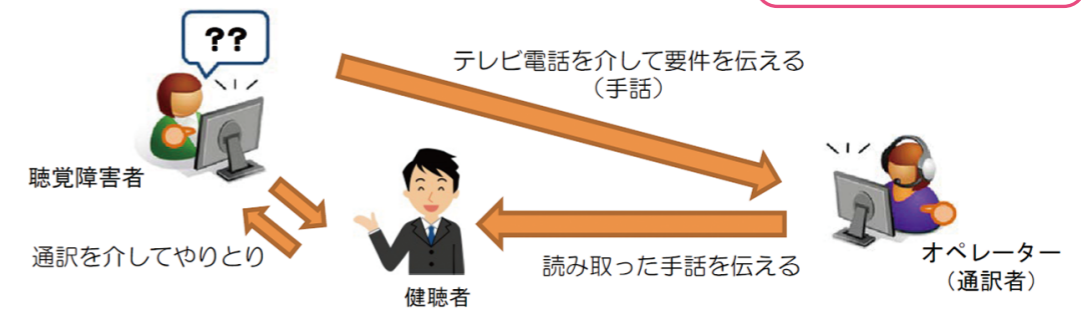 ??
テレビ電話を介して要件を伝える
（手話）
聴覚障害者
通訳を介してやりとり
健聴者
読み取った手話を伝える
オペレーター
（通訳者）